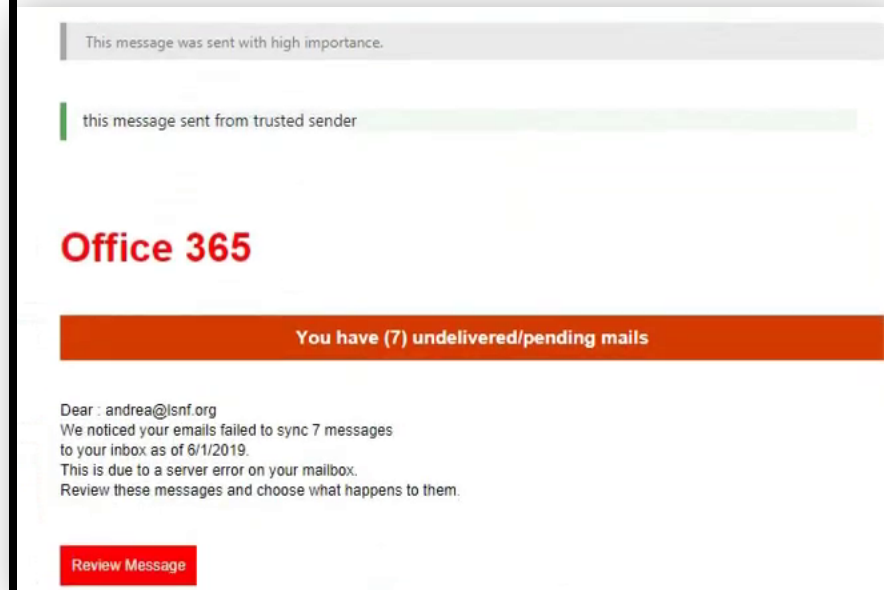 This message was sent with high importance.
this message sent from trusted sender
Office 365
You have (7) undelivered/pending mails
Dear : andrea@lsnf.org
We noticed your emails failed to sync 7 messages
to your inbox as of 6/1/2019.
This is due to a server error on your mailbox.
Review these messages and choose what happens to them.
Review Message